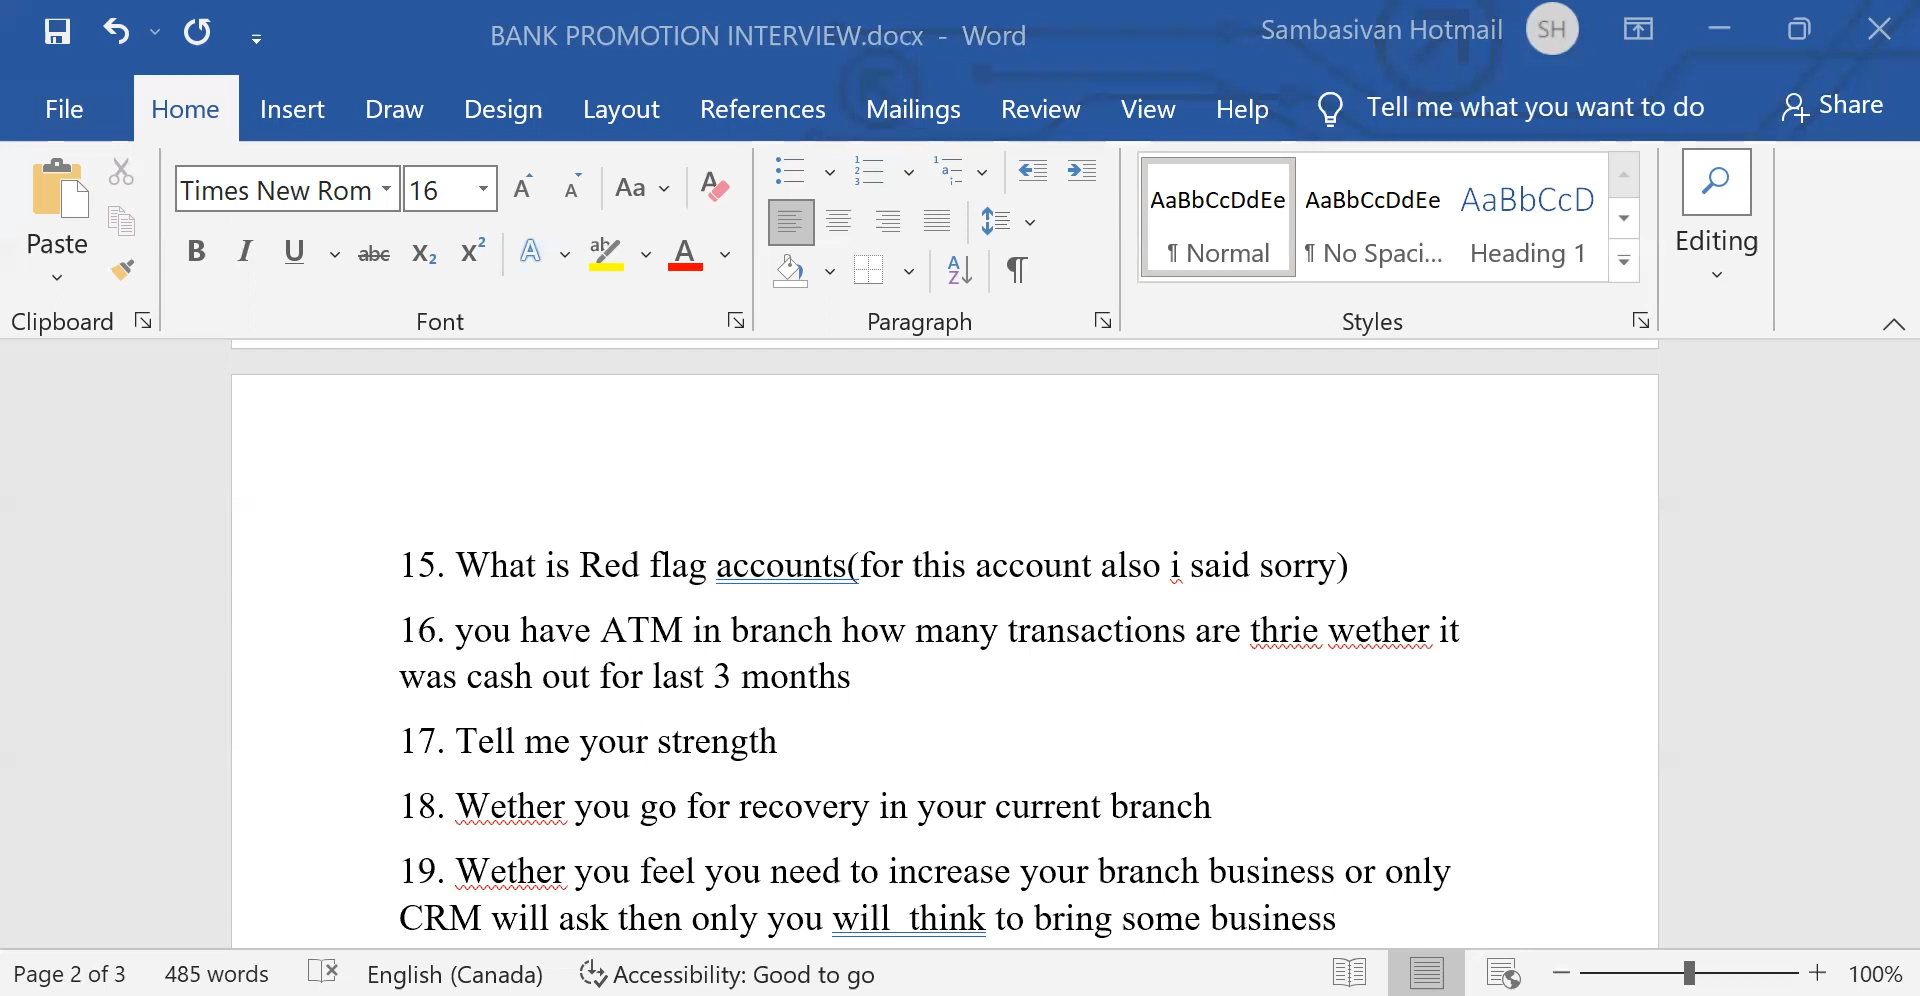 BANK PROMOTION INTERVIEW.docx - Word
Sambasivan Hotmail SH
File Home Insert Draw Design Layout References Mailings Review View Help Tell me what you want to do Share
Paste
Clipboard
Times New Rom 16
Font
Paragraph
AaBbCcDdEe AaBbCcDdEe AaBbCcD
¶ Normal ¶ No Spaci... Heading 1
Styles
Editing
15. What is Red flag accounts(for this account also i said sorry)
16. you have ATM in branch how many transactions are thrie wether it
was cash out for last 3 months
17. Tell me your strength
18. Wether you go for recovery in your current branch
19. Wether you feel you need to increase your branch business or only
CRM will ask then only you will  think to bring some business
Page 2 of 3 485 words English (Canada) Accessibility: Good to go 100%